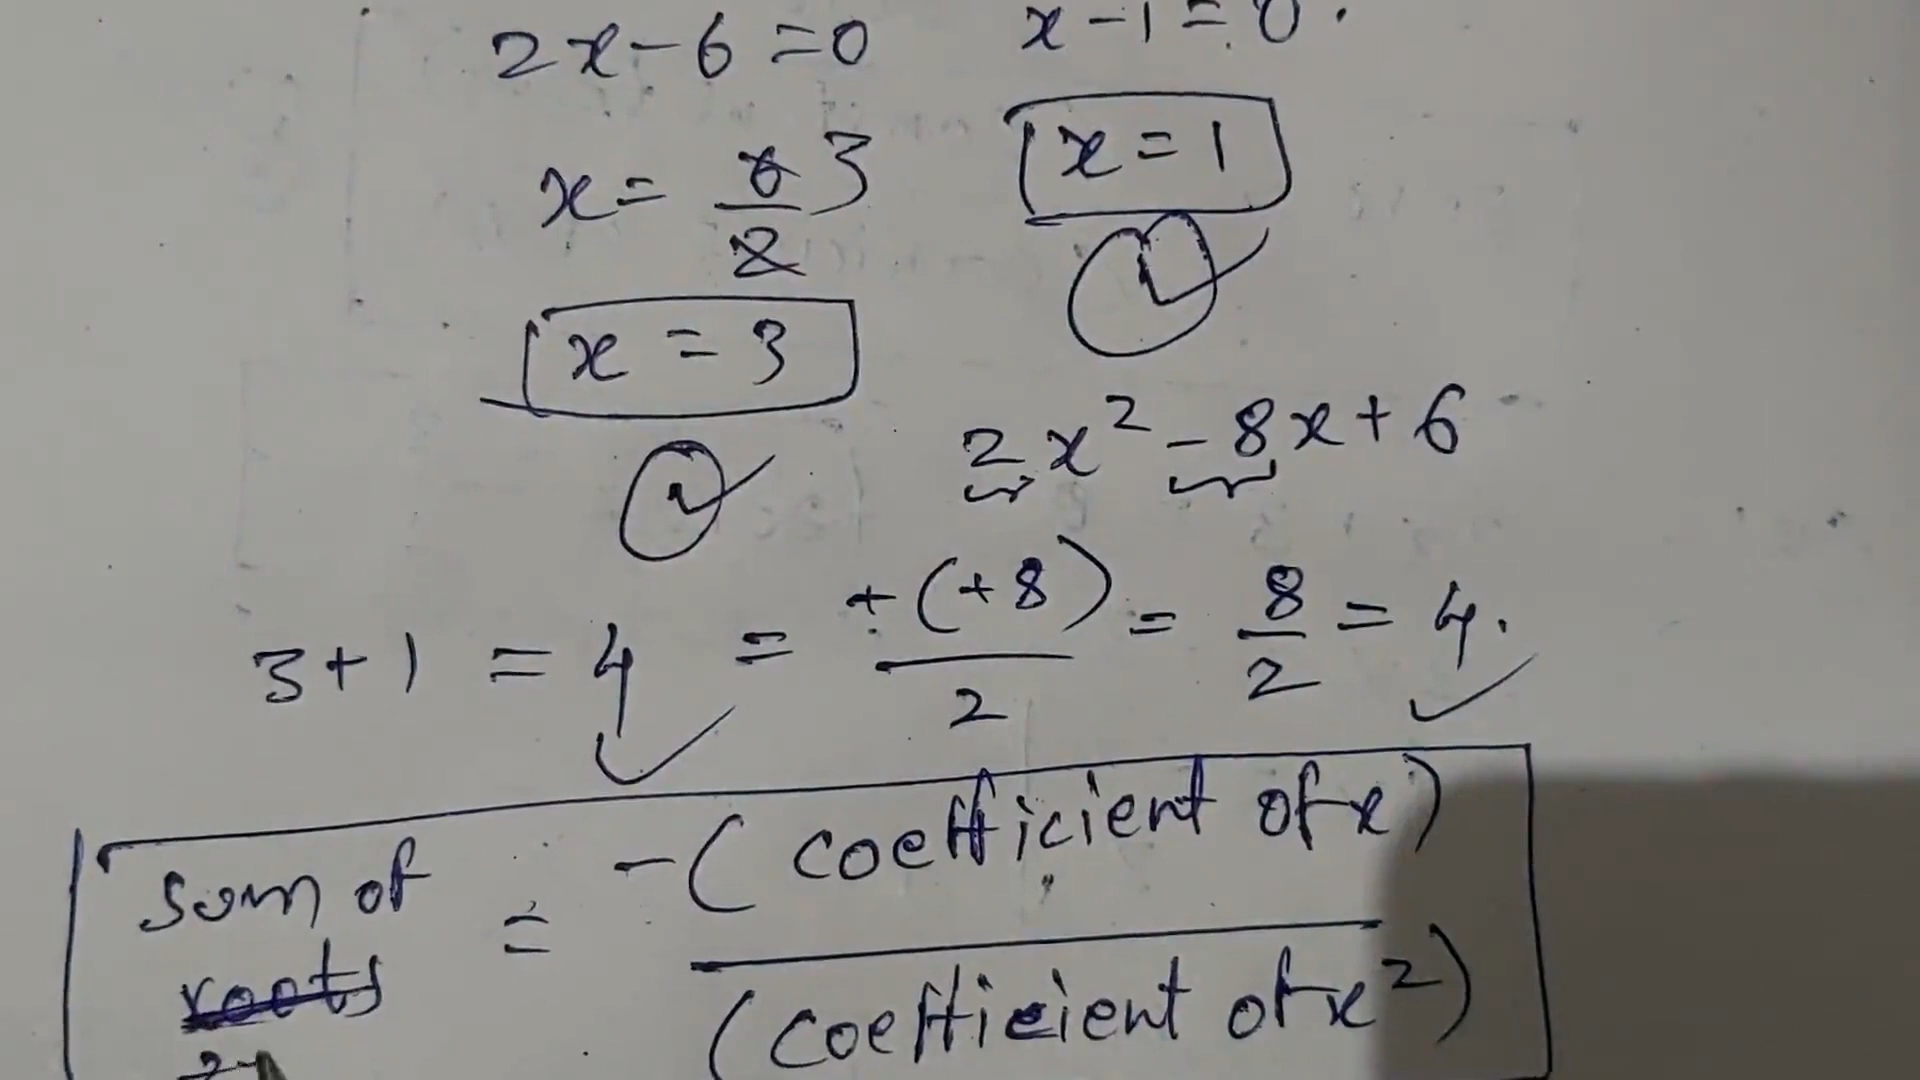 2x-6=0 x-1=0.
x=6/2 3 x=1
x=3
2x²-8x+6
3+1=4=+(+8)/2=8/2=4.
Sum of = -(coefficient of x)
roots (coefficient of x²)